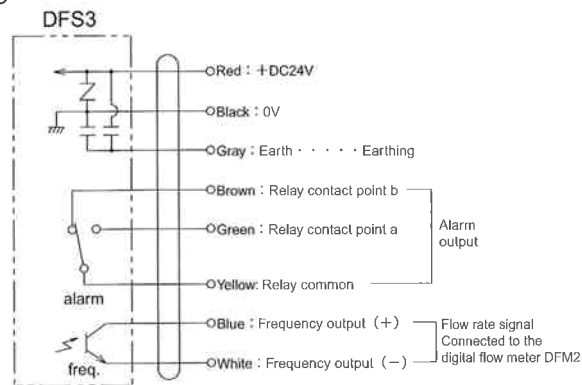 DFS3
Red : +DC24V
Black : 0V
Gray : Earth · · · · · Earthing
Brown : Relay contact point b
Green : Relay contact point a
Alarm
output
Yellow: Relay common
alarm
Blue : Frequency output (+)
White : Frequency output (−)
freq.
Flow rate signal
Connected to the
digital flow meter DFM2